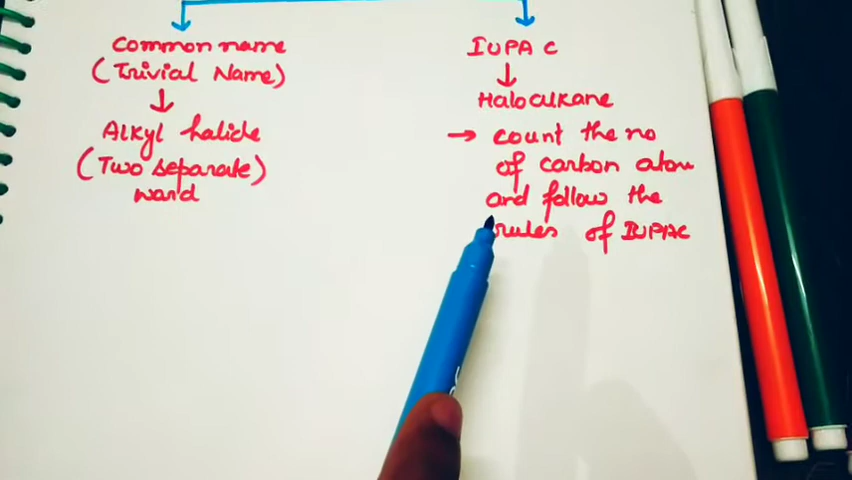 Common name
(Trivial Name)
Alkyl halide
(Two separate)
word
IUPAC
Haloalkane
→ count the no
of carbon atom
and follow the
rules of IUPAC